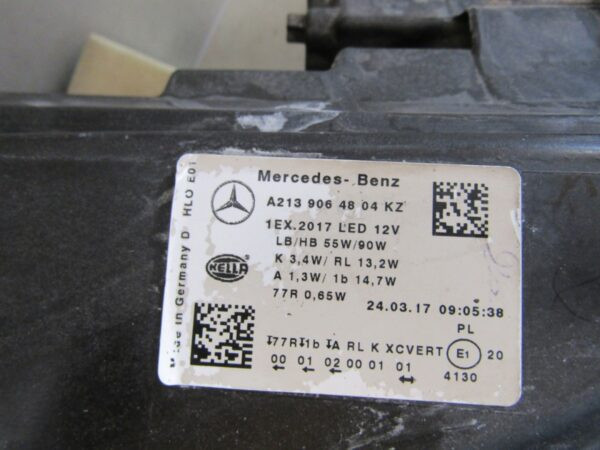 Mercedes- Benz
A213 906 48 04 KZ
1EX.2017 LED 12V
LB/HB 55W/90W
K 3,4W/ RL 13,2W
A 1,3W/ 1b 14,7W
77R 0,65W
24.03.17 09:05:38
PL
HELLA
in Germany
HLO E01
77R 1b 1A RL K XCVERT
E1 20
00 01 02 00 01 01
4130